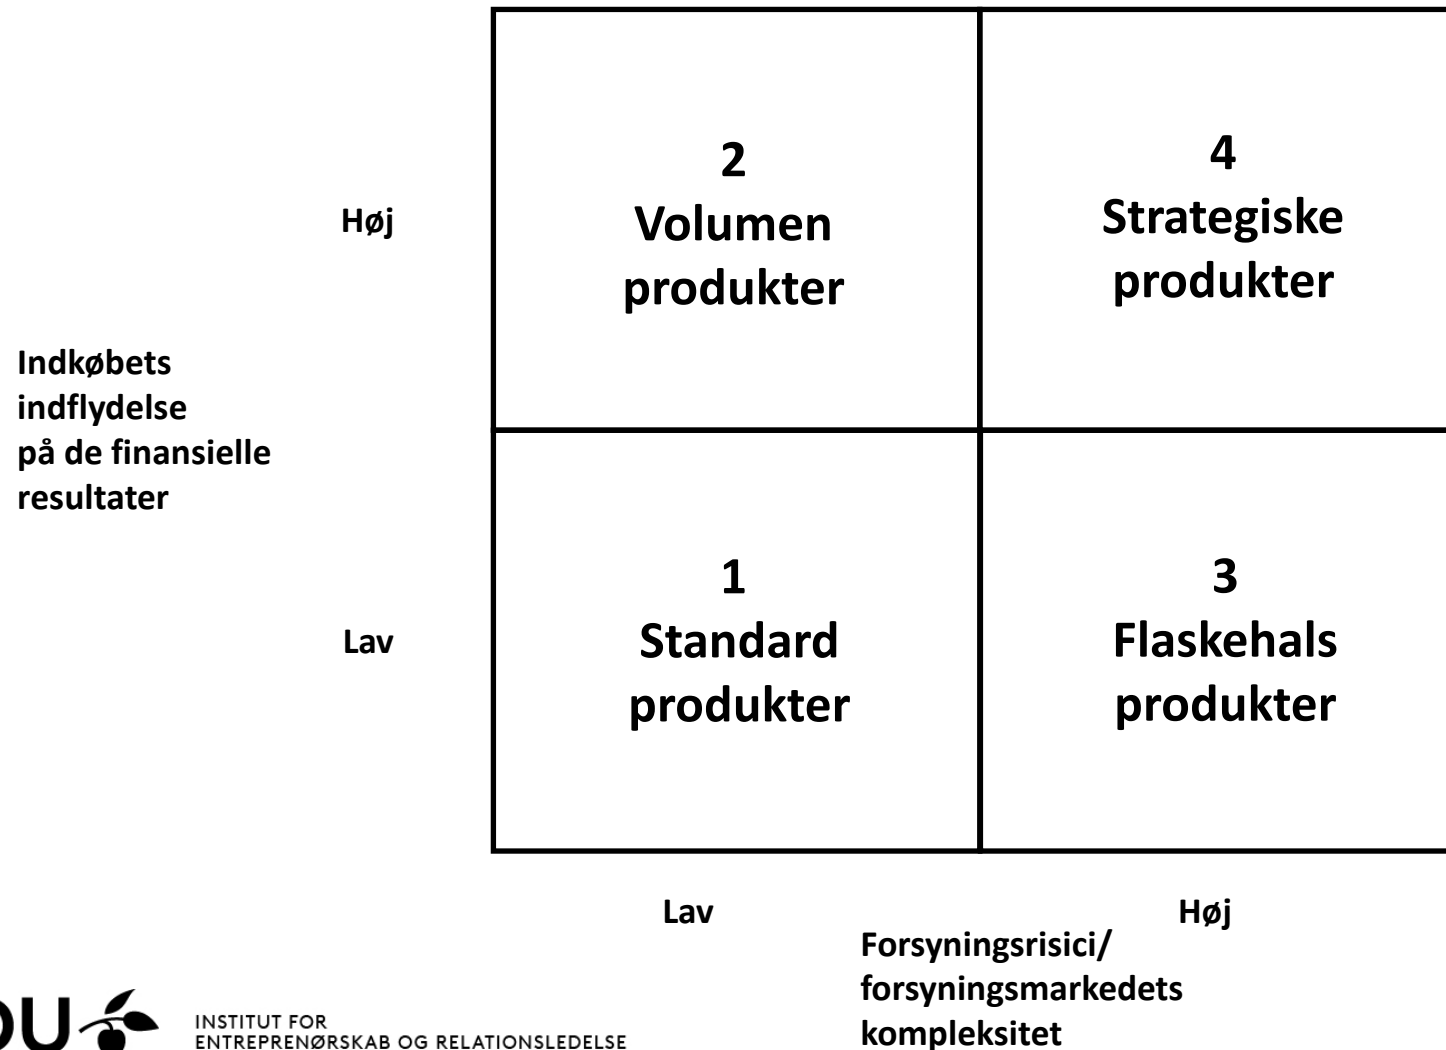 2
Volumen
produkter
4
Strategiske
produkter
Høj
Indkøbets
indflydelse
på de finansielle
resultater
1
Standard
produkter
3
Flaskehals
produkter
Lav
Lav
Høj
Forsyningsrisici/
forsyningsmarkedets
kompleksitet
INSTITUT FOR
ENTREPRENØRSKAB OG RELATIONSLEDELSE